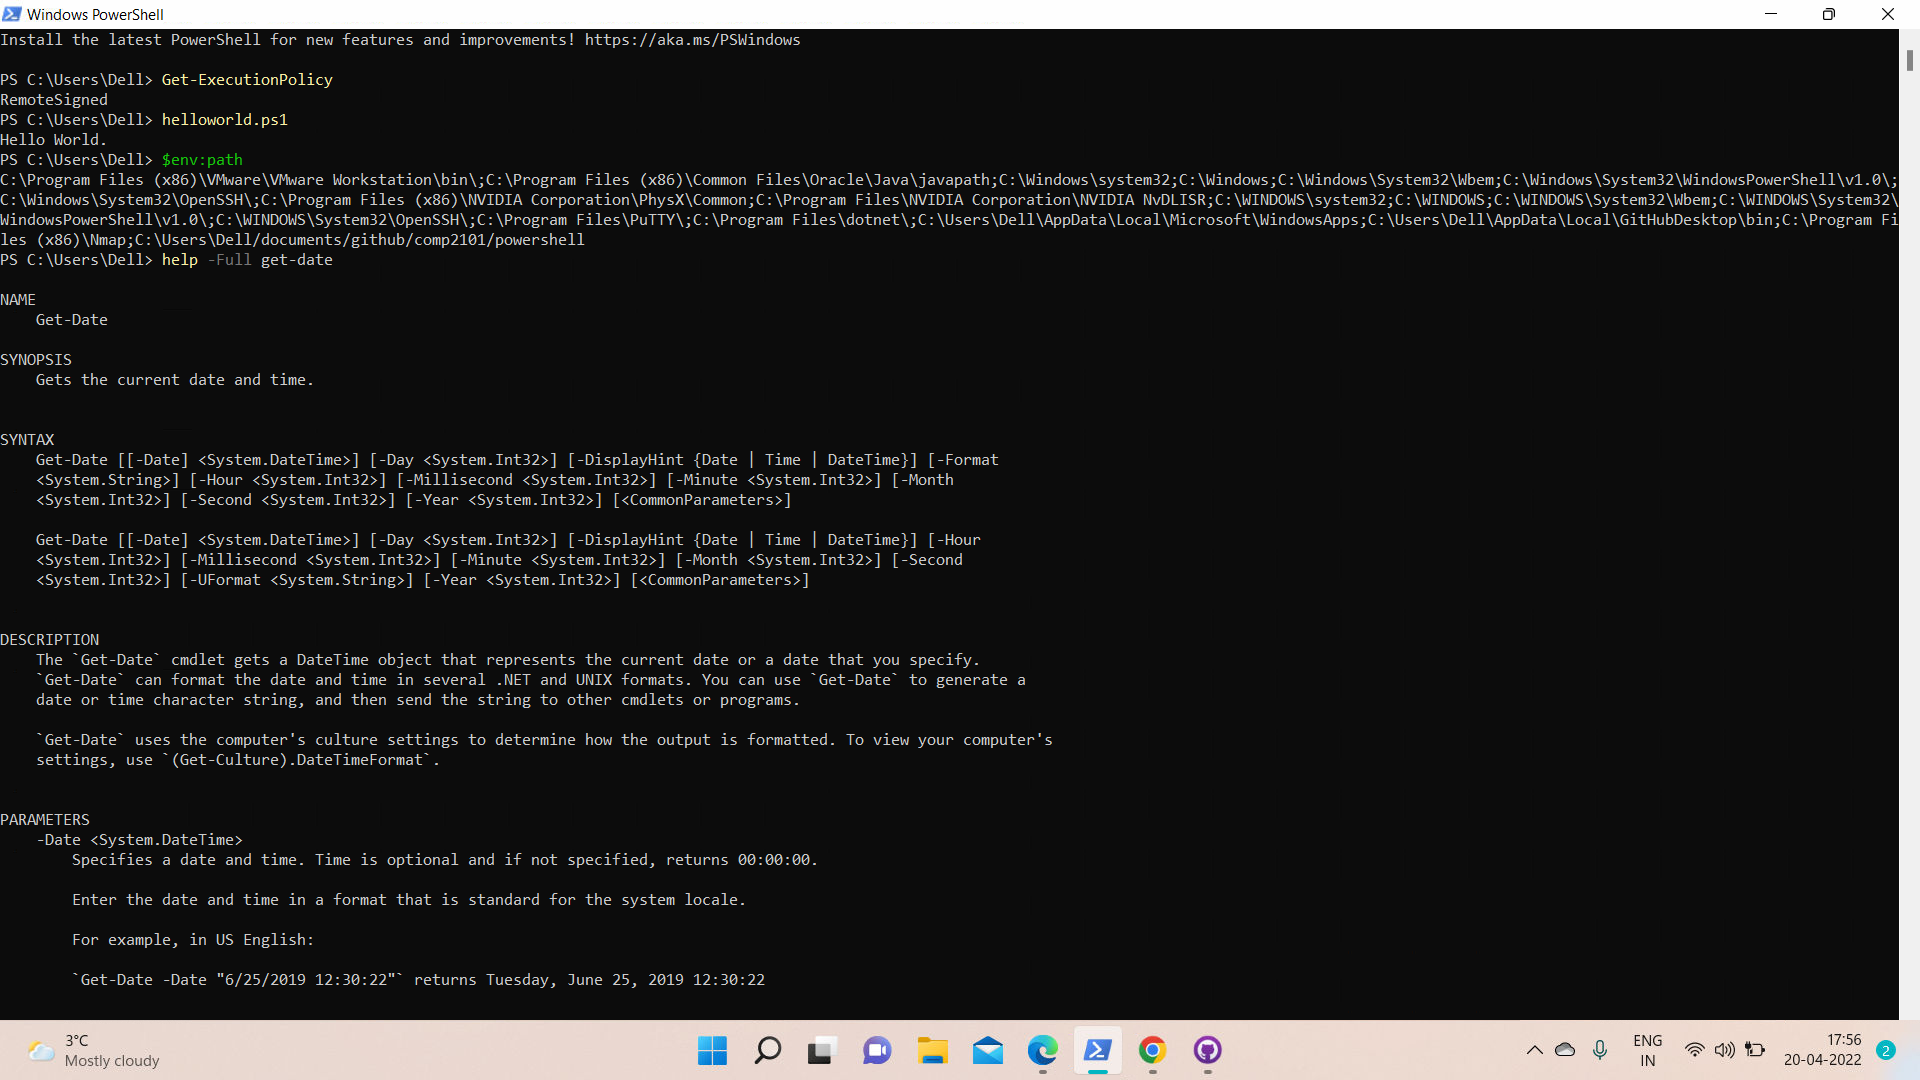 Windows PowerShell
Install the latest PowerShell for new features and improvements! https://aka.ms/PSWindows
PS C:\Users\Dell> Get-ExecutionPolicy
RemoteSigned
PS C:\Users\Dell> helloworld.ps1
Hello World.
PS C:\Users\Dell> $env:path
C:\Program Files (x86)\VMware\VMware Workstation\bin\;C:\Program Files (x86)\Common Files\Oracle\Java\javapath;C:\Windows\system32;C:\Windows;C:\Windows\System32\Wbem;C:\Windows\System32\WindowsPowerShell\v1.0\;
C:\Windows\System32\OpenSSH\;C:\Program Files (x86)\NVIDIA Corporation\PhysX\Common;C:\Program Files\NVIDIA Corporation\NVIDIA NvDLISR;C:\WINDOWS\system32;C:\WINDOWS;C:\WINDOWS\System32\Wbem;C:\WINDOWS\System32\
WindowsPowerShell\v1.0\;C:\WINDOWS\System32\OpenSSH\;C:\Program Files\PuTTY\;C:\Program Files\dotnet\;C:\Users\Dell\AppData\Local\Microsoft\WindowsApps;C:\Users\Dell\AppData\Local\GitHubDesktop\bin;C:\Program Fi
les (x86)\Nmap;C:\Users\Dell/documents/github/comp2101/powershell
PS C:\Users\Dell> help -Full get-date
NAME
Get-Date
SYNOPSIS
Gets the current date and time.
SYNTAX
Get-Date [[-Date] <System.DateTime>] [-Day <System.Int32>] [-DisplayHint {Date | Time | DateTime}] [-Format
<System.String>] [-Hour <System.Int32>] [-Millisecond <System.Int32>] [-Minute <System.Int32>] [-Month
<System.Int32>] [-Second <System.Int32>] [-Year <System.Int32>] [<CommonParameters>]
Get-Date [[-Date] <System.DateTime>] [-Day <System.Int32>] [-DisplayHint {Date | Time | DateTime}] [-Hour
<System.Int32>] [-Millisecond <System.Int32>] [-Minute <System.Int32>] [-Month <System.Int32>] [-Second
<System.Int32>] [-UFormat <System.String>] [-Year <System.Int32>] [<CommonParameters>]
DESCRIPTION
The `Get-Date` cmdlet gets a DateTime object that represents the current date or a date that you specify.
`Get-Date` can format the date and time in several .NET and UNIX formats. You can use `Get-Date` to generate a
date or time character string, and then send the string to other cmdlets or programs.
`Get-Date` uses the computer's culture settings to determine how the output is formatted. To view your computer's
settings, use `(Get-Culture).DateTimeFormat`.
PARAMETERS
-Date <System.DateTime>
Specifies a date and time. Time is optional and if not specified, returns 00:00:00.
Enter the date and time in a format that is standard for the system locale.
For example, in US English:
`Get-Date -Date "6/25/2019 12:30:22"` returns Tuesday, June 25, 2019 12:30:22
3°C
Mostly cloudy
ENG
IN
17:56
20-04-2022
2